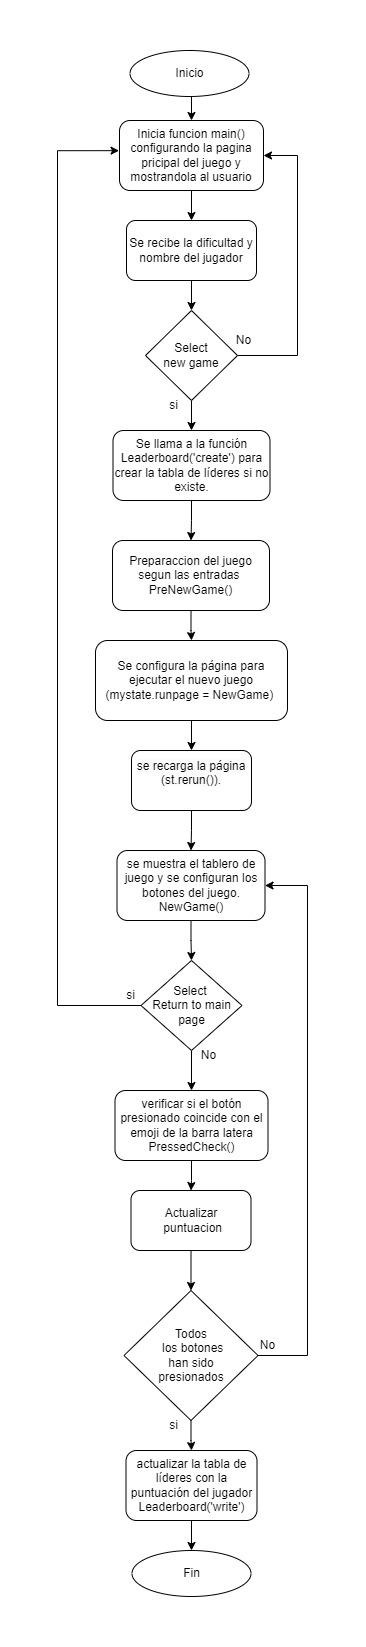 Inicio
Inicia funcion main()
configurando la pagina
pricipal del juego y
mostrandola al usuario
Se recibe la dificultad y
nombre del jugador
Select
new game
No
si
Se llama a la función
Leaderboard('create') para
crear la tabla de líderes si no
existe.
Preparaccion del juego
segun las entradas
PreNewGame()
Se configura la página para
ejecutar el nuevo juego
(mystate.runpage = NewGame)
se recarga la página
(st.rerun()).
se muestra el tablero de
juego y se configuran los
botones del juego.
NewGame()
Select
Return to main
page
si
No
verificar si el botón
presionado coincide con el
emoji de la barra latera
PressedCheck()
Actualizar
puntuacion
Todos
los botones
han sido
presionados
No
si
actualizar la tabla de
líderes con la
puntuación del jugador
Leaderboard('write')
Fin